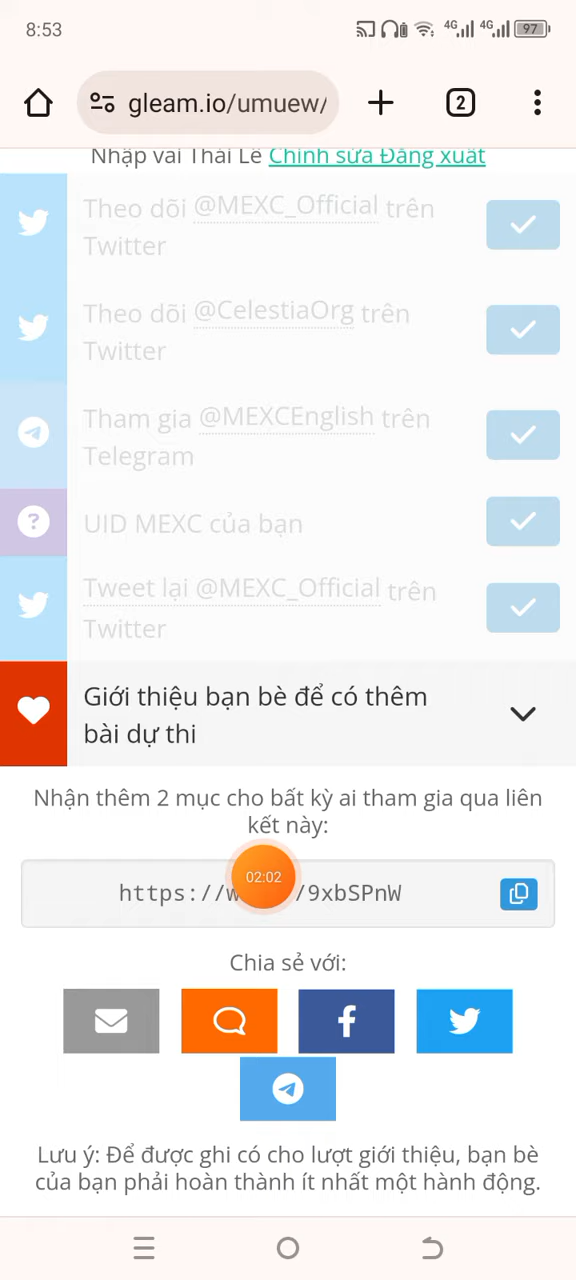 8:53
4G
4G
97
gleam.io/umuew/
2
Nhập vai Thái Lê Chỉnh sửa Đăng xuất
Theo dõi @MEXC_Official trên
Twitter
Theo dõi @CelestiaOrg trên
Twitter
Tham gia @MEXCEnglish trên
Telegram
UID MEXC của bạn
Tweet lại @MEXC_Official trên
Twitter
Giới thiệu bạn bè để có thêm
bài dự thi
Nhận thêm 2 mục cho bất kỳ ai tham gia qua liên
kết này:
02:02
https:// /9xbSPnW
Chia sẻ với:
Lưu ý: Để được ghi có cho lượt giới thiệu, bạn bè
của bạn phải hoàn thành ít nhất một hành động.